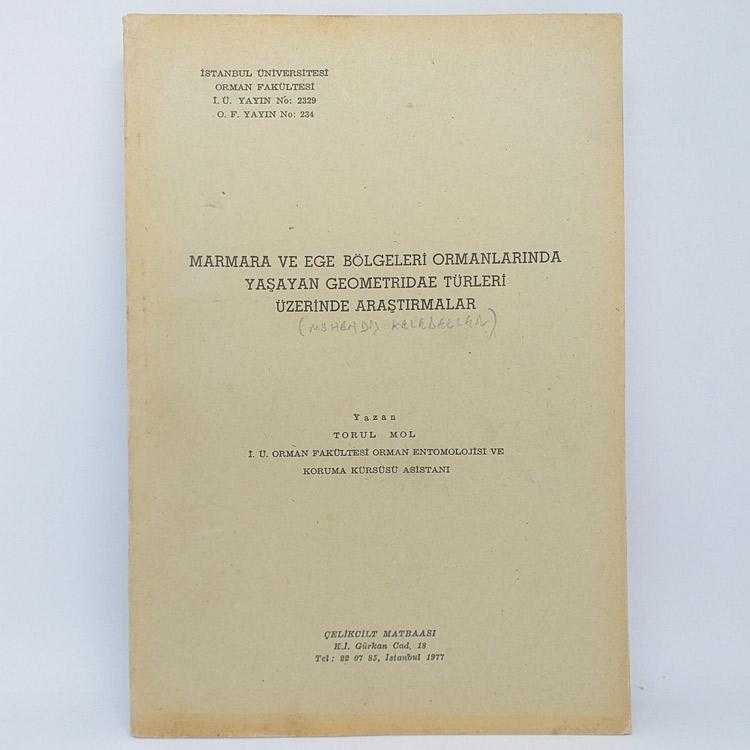 İSTANBUL ÜNİVERSİTESİ
ORMAN FAKÜLTESİ
İ. Ü. YAYIN No: 2329
O. F. YAYIN No: 234
MARMARA VE EGE BÖLGELERİ ORMANLARINDA
YAŞAYAN GEOMETRIDAE TÜRLERİ
ÜZERİNDE ARAŞTIRMALAR
(MÜHENDİS KELEBEKLER)
Yazan
TORUL MOL
İ. Ü. ORMAN FAKÜLTESİ ORMAN ENTOMOLOJİSİ VE
KORUMA KÜRSÜSÜ ASİSTANI
ÇELİKCİLT MATBAASI
K.İ. Gürkan Cad. 18
Tel : 22 07 85, İstanbul 1977